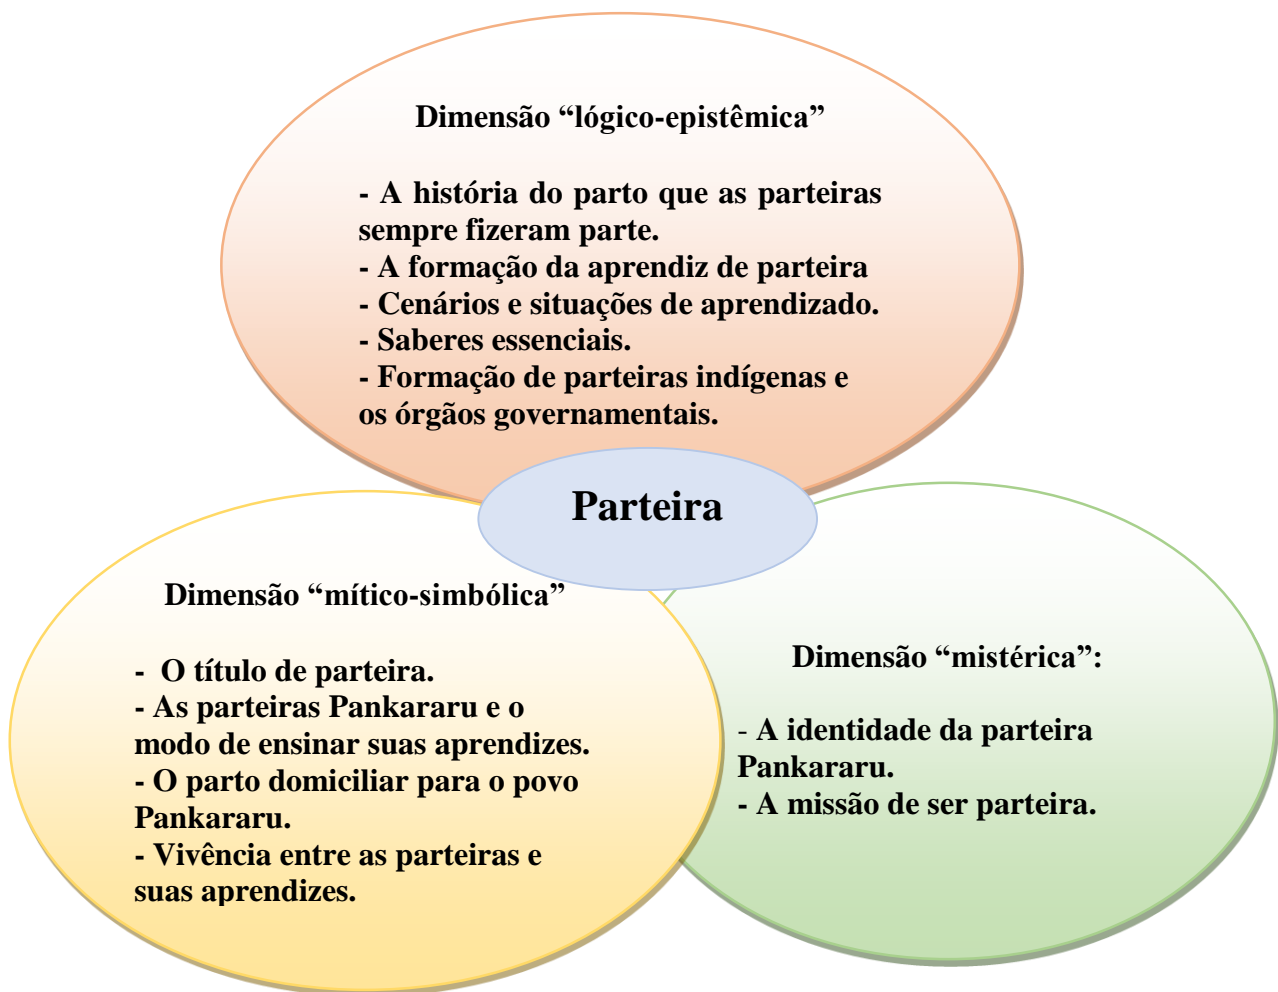 Dimensão “lógico-epistêmica”
- A história do parto que as parteiras
sempre fizeram parte.
- A formação da aprendiz de parteira
- Cenários e situações de aprendizado.
- Saberes essenciais.
- Formação de parteiras indígenas e
os órgãos governamentais.
Parteira
Dimensão “mítico-simbólica”
- O título de parteira.
- As parteiras Pankararu e o
modo de ensinar suas aprendizes.
- O parto domiciliar para o povo
Pankararu.
- Vivência entre as parteiras e
suas aprendizes.
Dimensão “mistérica”:
- A identidade da parteira
Pankararu.
- A missão de ser parteira.